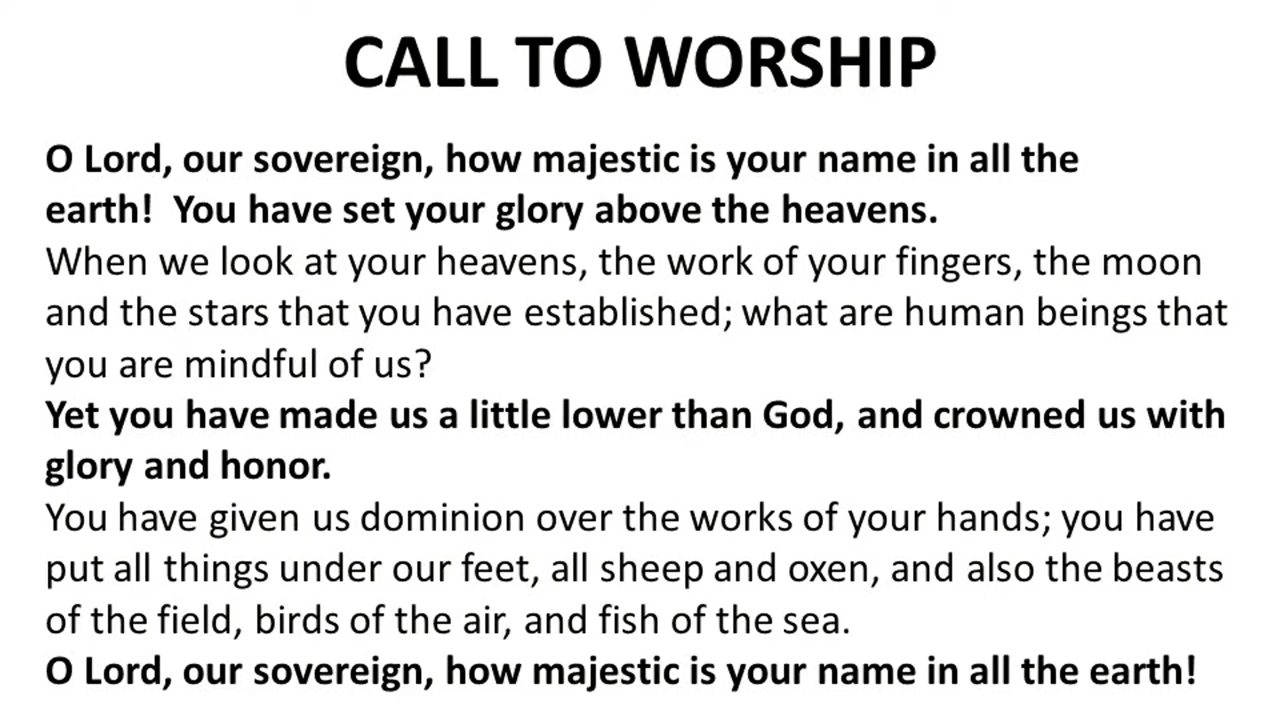 CALL TO WORSHIP
O Lord, our sovereign, how majestic is your name in all the
earth!  You have set your glory above the heavens.
When we look at your heavens, the work of your fingers, the moon
and the stars that you have established; what are human beings that
you are mindful of us?
Yet you have made us a little lower than God, and crowned us with
glory and honor.
You have given us dominion over the works of your hands; you have
put all things under our feet, all sheep and oxen, and also the beasts
of the field, birds of the air, and fish of the sea.
O Lord, our sovereign, how majestic is your name in all the earth!